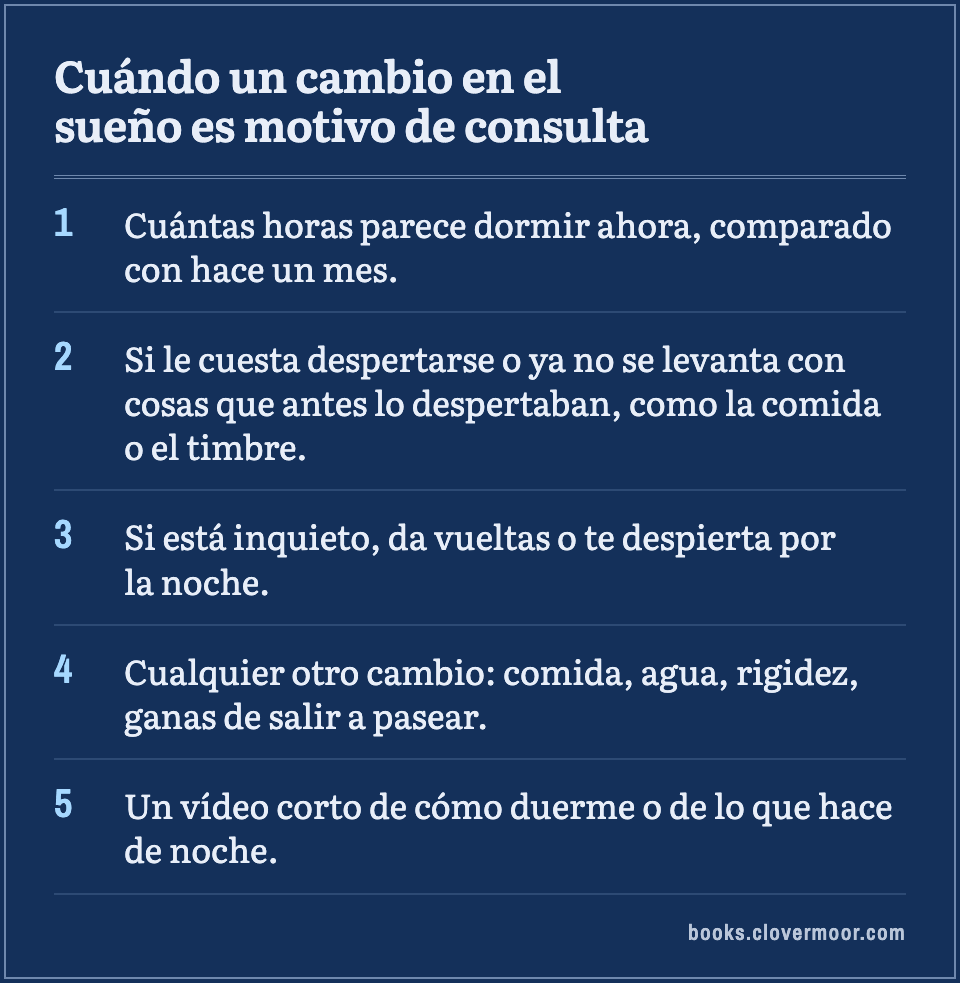 Cuándo un cambio en el
sueño es motivo de consulta
1 Cuántas horas parece dormir ahora, comparado
con hace un mes.
2 Si le cuesta despertarse o ya no se levanta con
cosas que antes lo despertaban, como la comida
o el timbre.
3 Si está inquieto, da vueltas o te despierta por
la noche.
4 Cualquier otro cambio: comida, agua, rigidez,
ganas de salir a pasear.
5 Un vídeo corto de cómo duerme o de lo que hace
de noche.
books.clovermoor.com